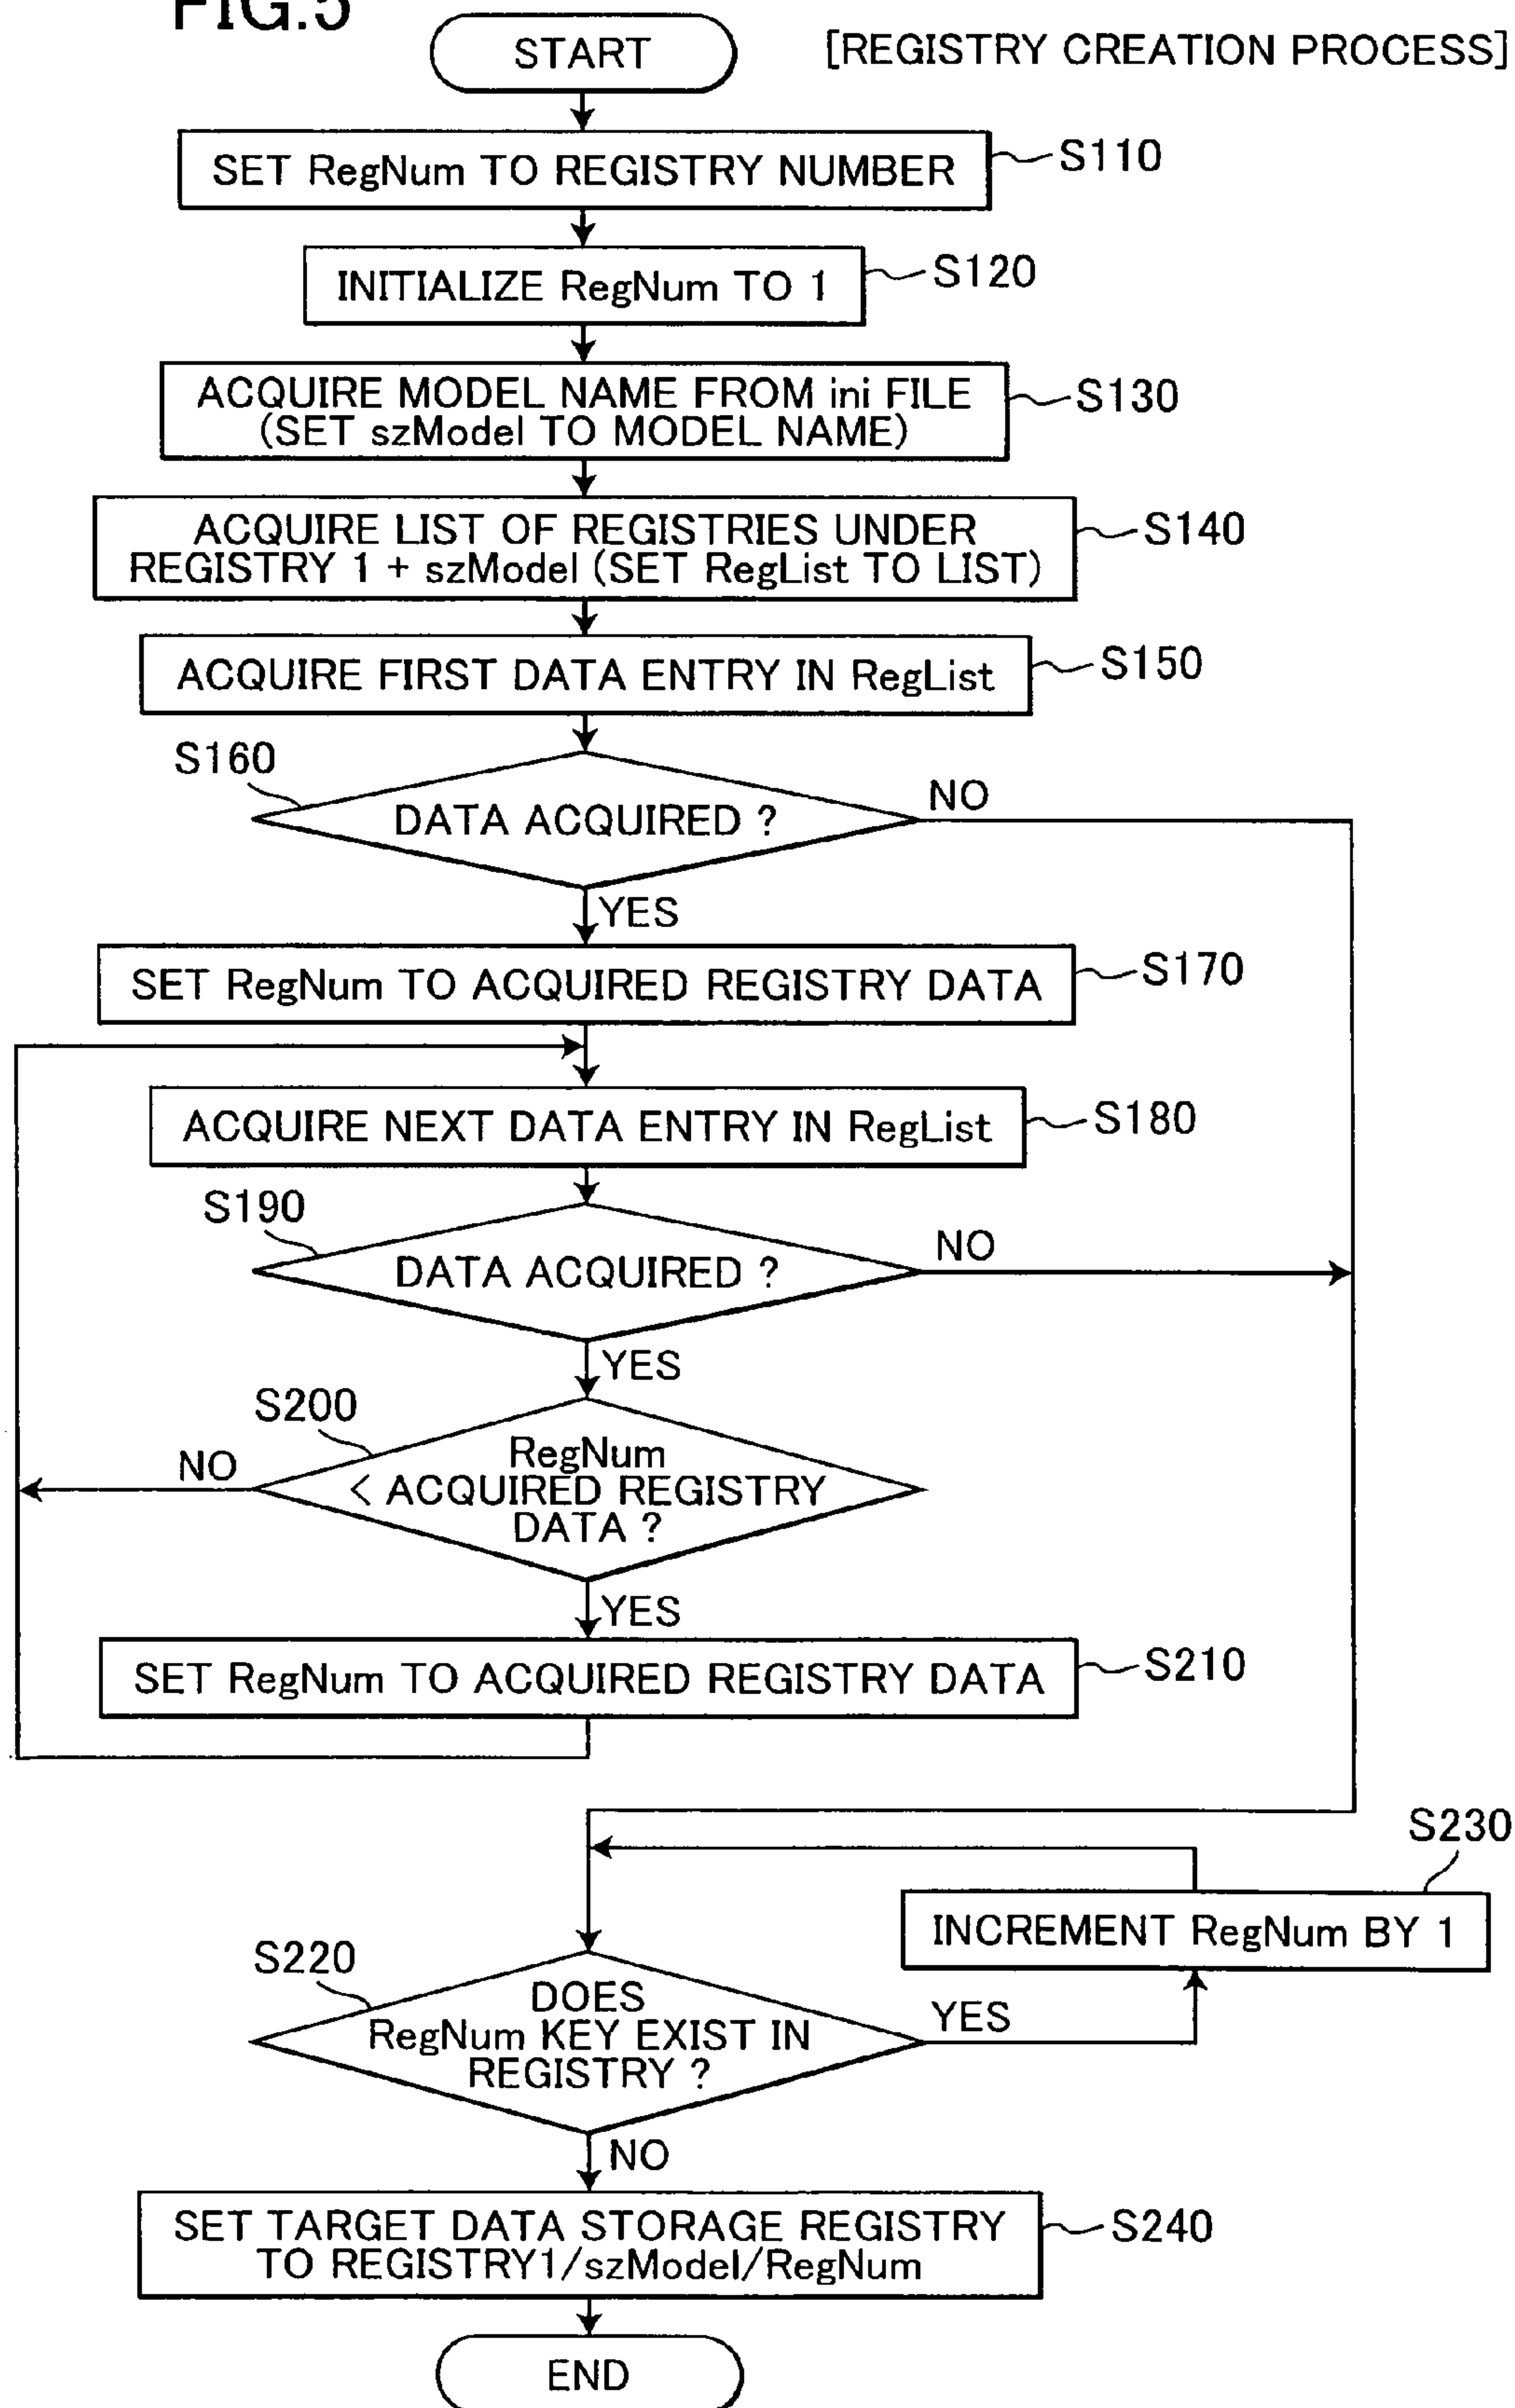 FIG.5
START
[REGISTRY CREATION PROCESS]
SET RegNum TO REGISTRY NUMBER
S110
INITIALIZE RegNum TO 1
S120
ACQUIRE MODEL NAME FROM ini FILE
(SET szModel TO MODEL NAME)
S130
ACQUIRE LIST OF REGISTRIES UNDER
REGISTRY 1 + szModel (SET RegList TO LIST)
S140
ACQUIRE FIRST DATA ENTRY IN RegList
S150
S160
DATA ACQUIRED ?
NO
YES
SET RegNum TO ACQUIRED REGISTRY DATA
S170
ACQUIRE NEXT DATA ENTRY IN RegList
S180
S190
DATA ACQUIRED ?
NO
YES
S200
RegNum
< ACQUIRED REGISTRY
DATA ?
NO
YES
SET RegNum TO ACQUIRED REGISTRY DATA
S210
S230
INCREMENT RegNum BY 1
S220
DOES
RegNum KEY EXIST IN
REGISTRY ?
YES
NO
SET TARGET DATA STORAGE REGISTRY
TO REGISTRY1/szModel/RegNum
S240
END